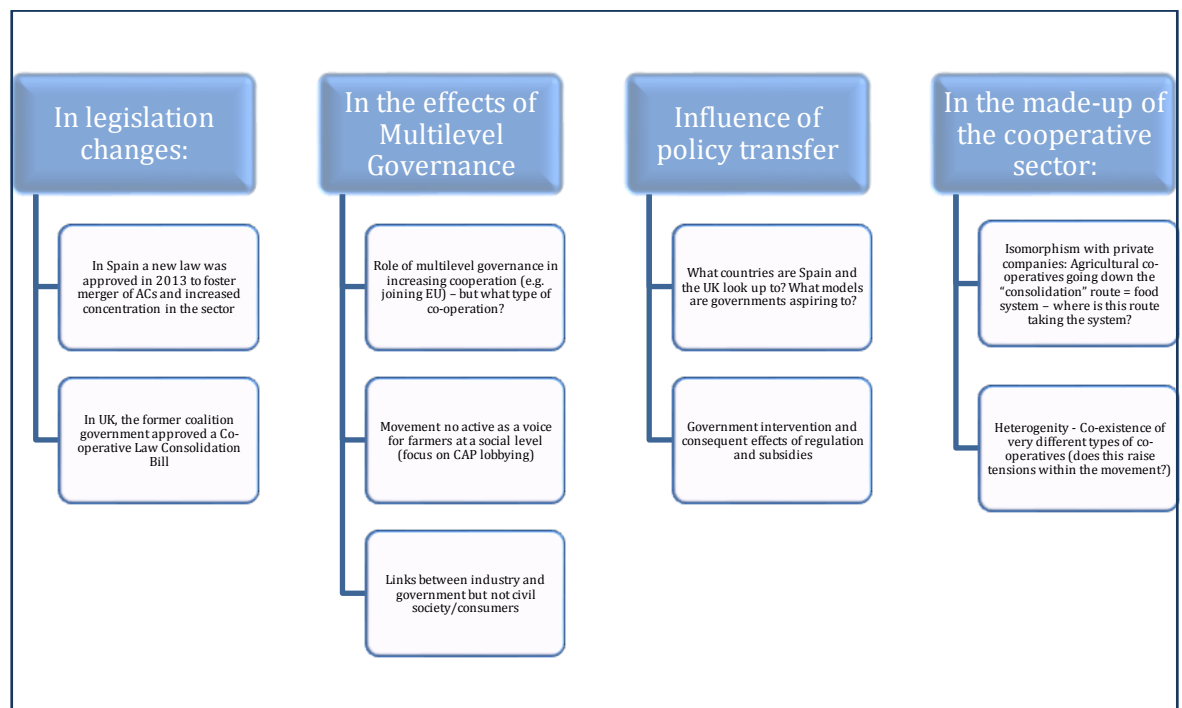 In legislation
changes:
In Spain a new law was
approved in 2013 to foster
merger of ACs and increased
concentration in the sector
In UK, the former coalition
government approved a Co-
operative Law Consolidation
Bill
In the effects of
Multilevel
Governance
Role of multilevel governance in
increasing cooperation (e.g.
joining EU) – but what type of
co-operation?
Movement no active as a voice
for farmers at a social level
(focus on CAP lobbying)
Links between industry and
government but not civil
society/consumers
Influence of
policy transfer
What countries are Spain and
the UK look up to? What models
are governments aspiring to?
Government intervention and
consequent effects of regulation
and subsidies
In the made-up of
the cooperative
sector:
Isomorphism with private
companies: Agricultural co-
operatives going down the
“consolidation” route = food
system – where is this route
taking the system?
Heterogenity - Co-existence of
very different types of co-
operatives (does this raise
tensions within the movement?)